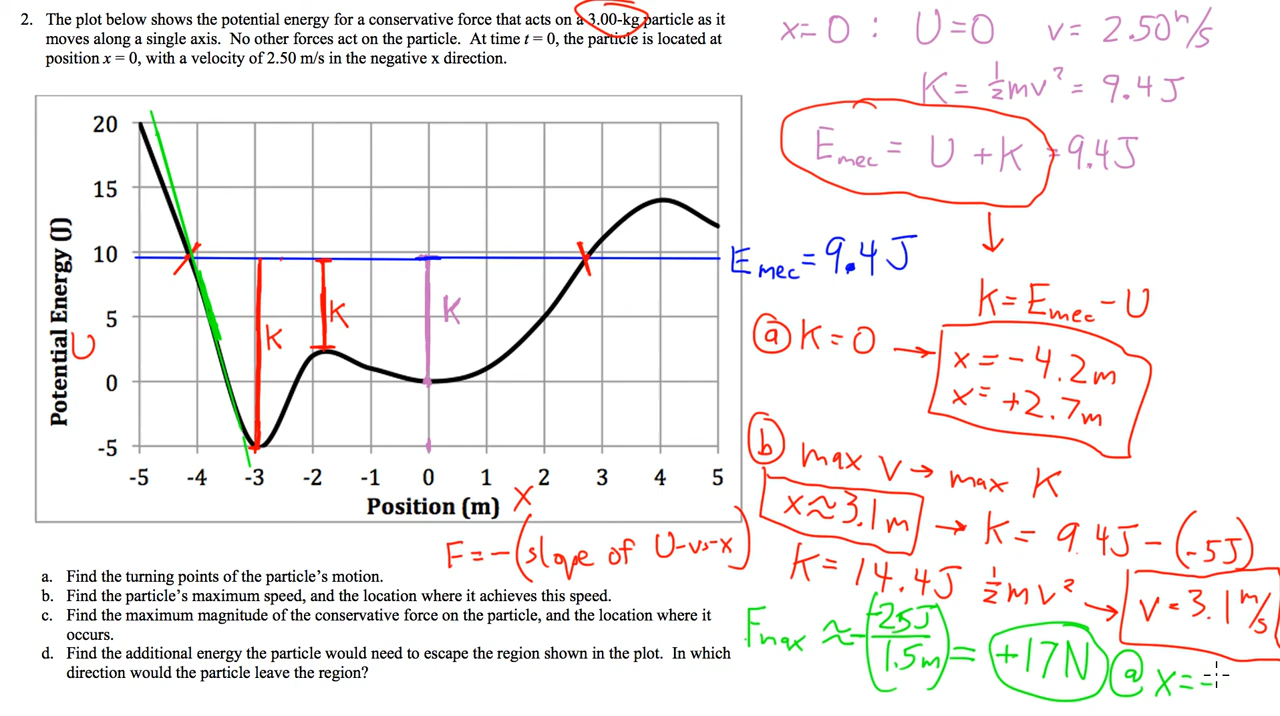 2. The plot below shows the potential energy for a conservative force that acts on a 3.00-kg particle as it
moves along a single axis. No other forces act on the particle. At time t = 0, the particle is located at
position x = 0, with a velocity of 2.50 m/s in the negative x direction.
x=0 : U=0 v= 2.50 m/s
K= ½mv² = 9.4J
Emec = U + K = 9.4J
Emec = 9.4J
K= Emec - U
@ K=0 → x= -4.2m
x= +2.7m
b max v → max K
x≈3.1m → K= 9.4J - (-5J)
K= 14.4J ½mv² → v= 3.1 m/s
F= -(slope of U-vs-x)
Fmax ≈ -(-25J/1.5m) = +17N @ x= -
Potential Energy (J)
U
20
15
10
5
0
-5
K
K
K
-5 -4 -3 -2 -1 0 1 2 3 4 5
Position (m) x
a. Find the turning points of the particle's motion.
b. Find the particle's maximum speed, and the location where it achieves this speed.
c. Find the maximum magnitude of the conservative force on the particle, and the location where it
occurs.
d. Find the additional energy the particle would need to escape the region shown in the plot. In which
direction would the particle leave the region?